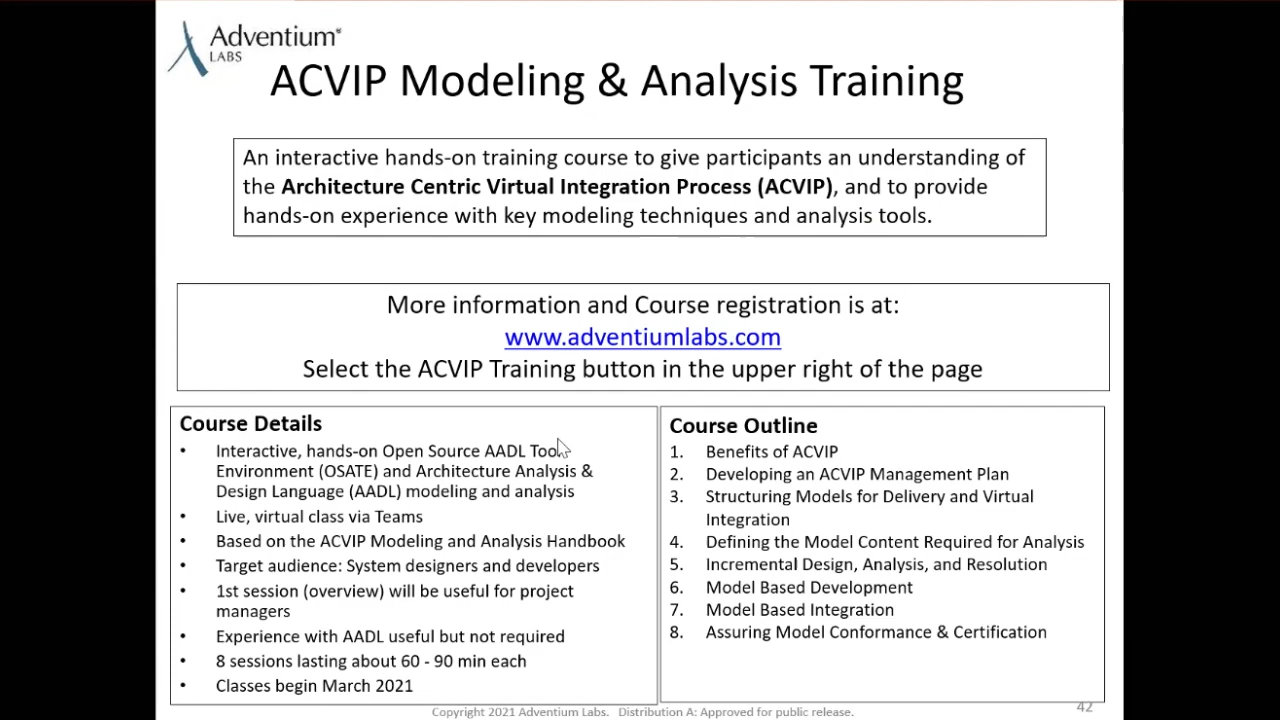 Adventium®
LABS
ACVIP Modeling & Analysis Training
An interactive hands-on training course to give participants an understanding of
the Architecture Centric Virtual Integration Process (ACVIP), and to provide
hands-on experience with key modeling techniques and analysis tools.
More information and Course registration is at:
www.adventiumlabs.com
Select the ACVIP Training button in the upper right of the page
Course Details
• Interactive, hands-on Open Source AADL Tool
Environment (OSATE) and Architecture Analysis &
Design Language (AADL) modeling and analysis
• Live, virtual class via Teams
• Based on the ACVIP Modeling and Analysis Handbook
• Target audience: System designers and developers
• 1st session (overview) will be useful for project
managers
• Experience with AADL useful but not required
• 8 sessions lasting about 60 - 90 min each
• Classes begin March 2021
Course Outline
1. Benefits of ACVIP
2. Developing an ACVIP Management Plan
3. Structuring Models for Delivery and Virtual
Integration
4. Defining the Model Content Required for Analysis
5. Incremental Design, Analysis, and Resolution
6. Model Based Development
7. Model Based Integration
8. Assuring Model Conformance & Certification
Copyright 2021 Adventium Labs. Distribution A: Approved for public release.
42